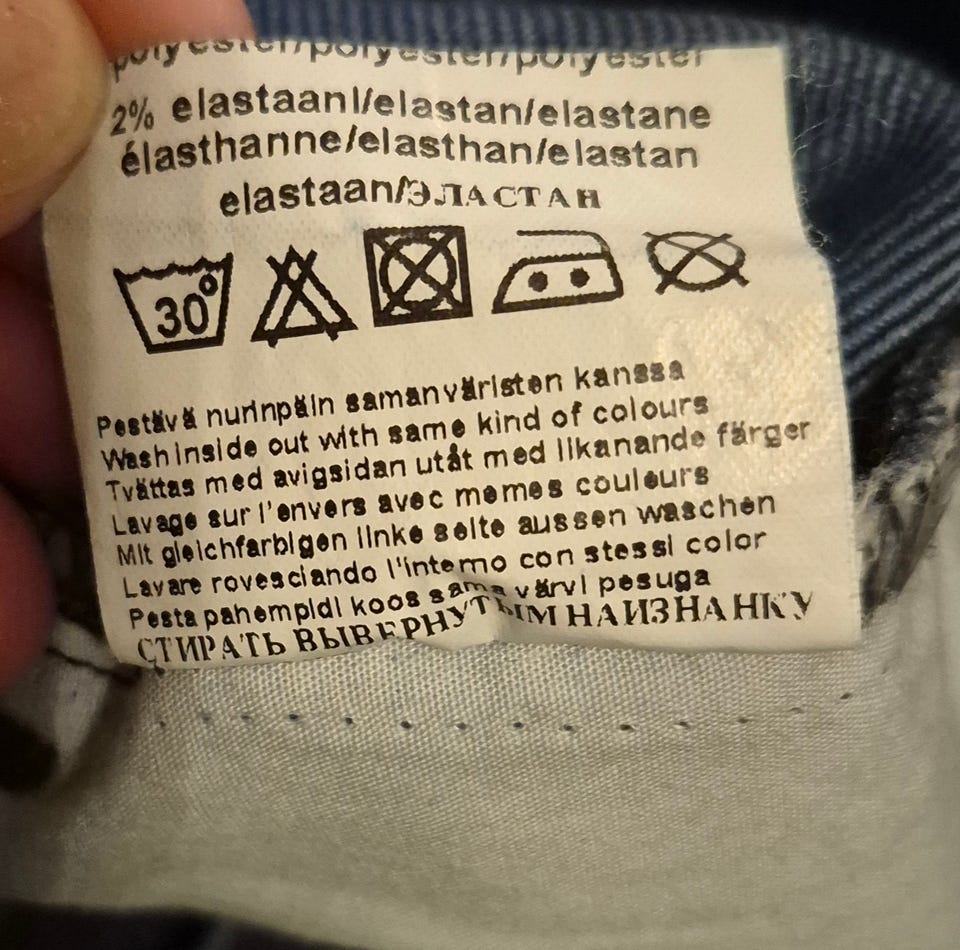 polyesteri/polyester/polyester
2% elastaani/elastan/elastane
élasthanne/elasthan/elastan
elastaan/ЭЛАСТАН
30°
Pestävä nurinpäin samanväristen kanssa
Wash inside out with same kind of colours
Tvättas med avigsidan utåt med likanande färger
Lavage sur l'envers avec memes couleurs
Mit gleichfarbigen linke seite aussen waschen
Lavare rovesciando l'interno con stessi color
Pesta pahempidi koos sama värvi pesuga
СТИРАТЬ ВЫВЕРНУТЫМ НАИЗНАНКУ